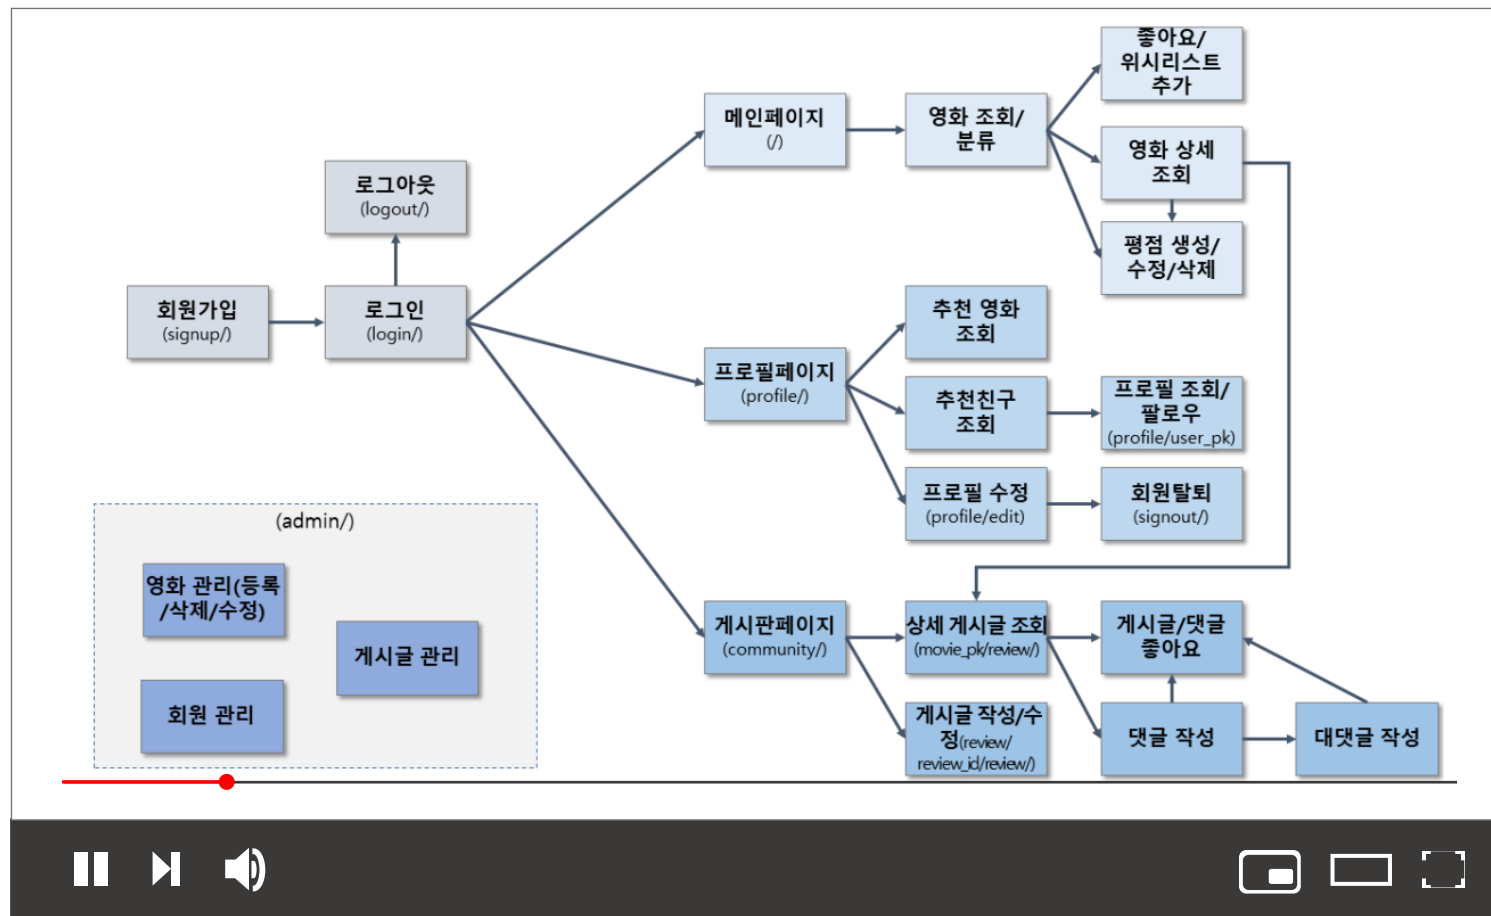 좋아요/
위시리스트
추가
메인페이지
(/)
영화 조회/
분류
영화 상세
조회
로그아웃
(logout/)
평점 생성/
수정/삭제
회원가입
(signup/)
로그인
(login/)
추천 영화
조회
프로필페이지
(profile/)
추천친구
조회
프로필 조회/
팔로우
(profile/user_pk)
프로필 수정
(profile/edit)
회원탈퇴
(signout/)
(admin/)
영화 관리(등록
/삭제/수정)
게시글 관리
회원 관리
게시판페이지
(community/)
상세 게시글 조회
(movie_pk/review/)
게시글/댓글
좋아요
게시글 작성/수
정(review/
review_id/review/)
댓글 작성
대댓글 작성